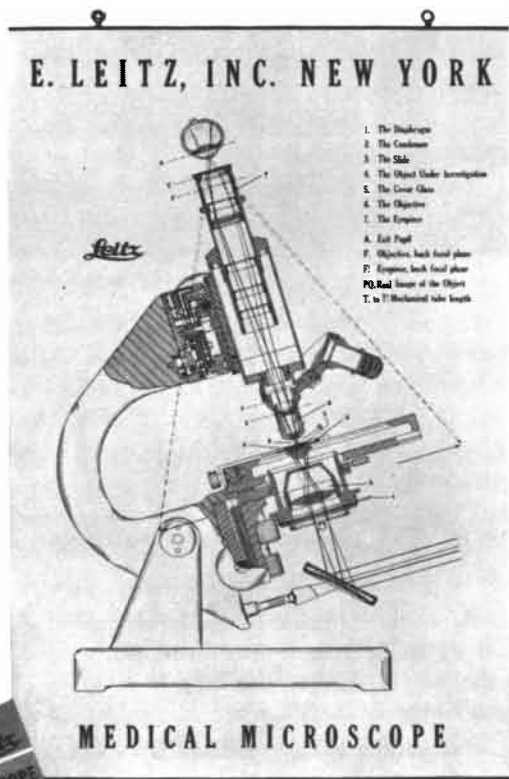 E. LEITZ, INC. NEW YORK
1. The Diaphragm
2. The Condenser
3. The Slide
4. The Object Under Investigation
5. The Cover Glass
6. The Objective
7. The Eyepiece
A. Exit Pupil
F. Objective, back focal plane
F. Eyepiece, back focal plane
PQ. Real Image of the Object
T. to T. Mechanical tube length
Leitz
MEDICAL MICROSCOPE